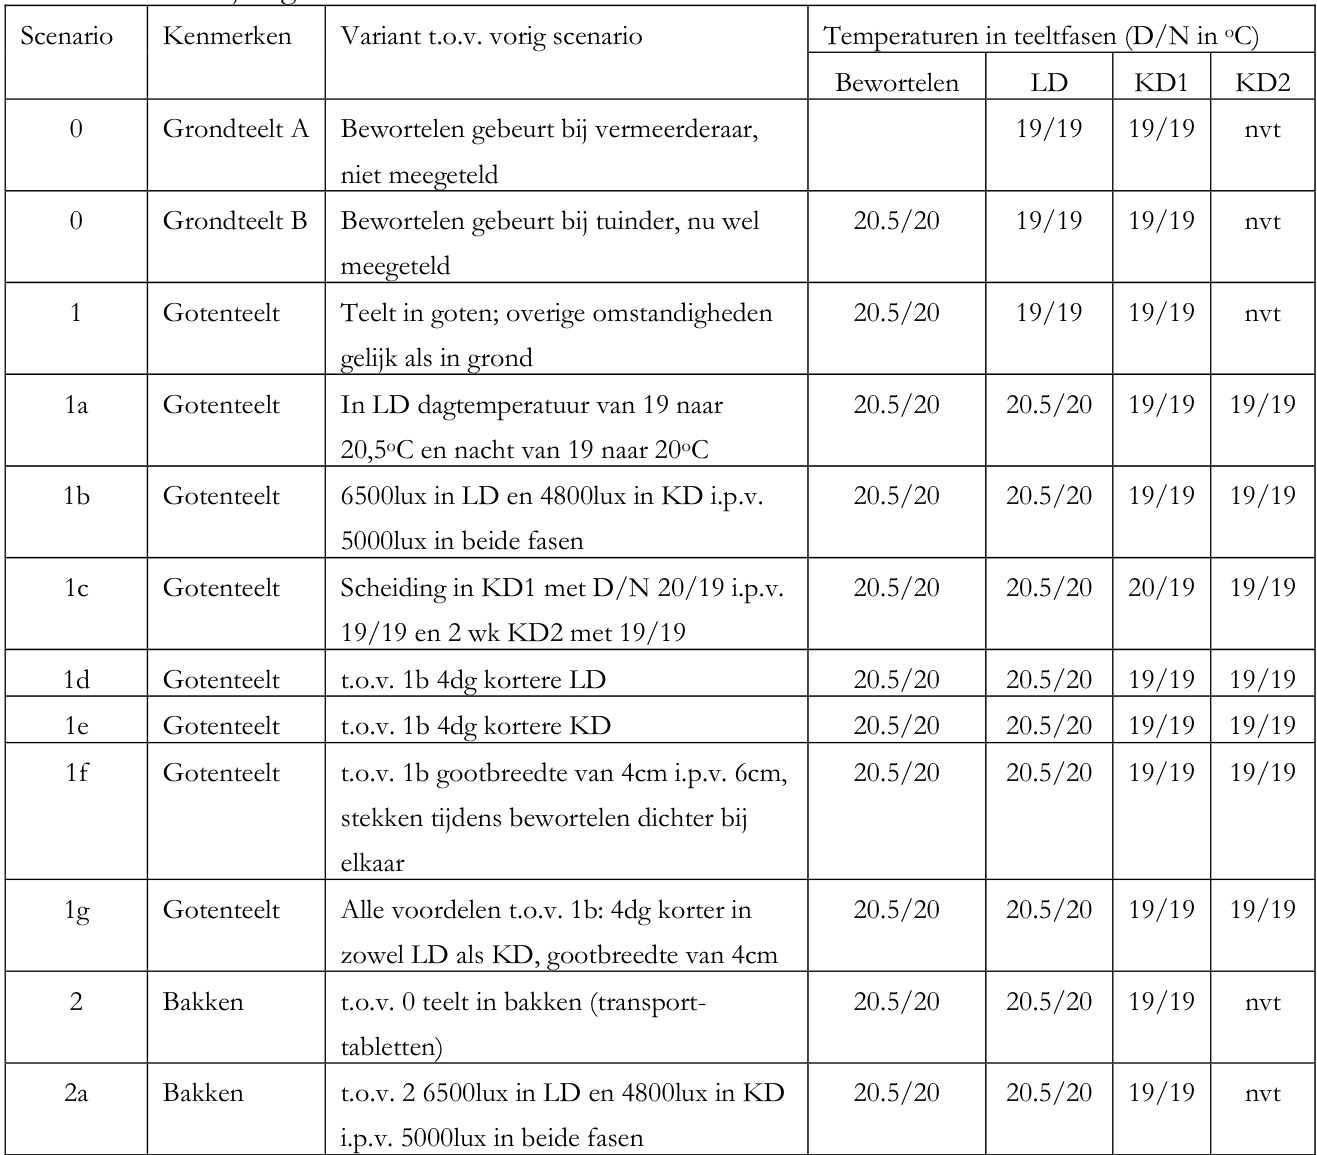 Scenario Kenmerken Variant t.o.v. vorig scenario Temperaturen in teeltfasen (D/N in °C)
Bewortelen LD KD1 KD2
0 Grondteelt A Bewortelen gebeurt bij vermeerderaar, 19/19 19/19 nvt
niet meegeteld
0 Grondteelt B Bewortelen gebeurt bij tuinder, nu wel 20.5/20 19/19 19/19 nvt
meegeteld
1 Gotenteelt Teelt in goten; overige omstandigheden 20.5/20 19/19 19/19 nvt
gelijk als in grond
1a Gotenteelt In LD dagtemperatuur van 19 naar 20.5/20 20.5/20 19/19 19/19
20,5°C en nacht van 19 naar 20°C
1b Gotenteelt 6500lux in LD en 4800lux in KD i.p.v. 20.5/20 20.5/20 19/19 19/19
5000lux in beide fasen
1c Gotenteelt Scheiding in KD1 met D/N 20/19 i.p.v. 20.5/20 20.5/20 20/19 19/19
19/19 en 2 wk KD2 met 19/19
1d Gotenteelt t.o.v. 1b 4dg kortere LD 20.5/20 20.5/20 19/19 19/19
1e Gotenteelt t.o.v. 1b 4dg kortere KD 20.5/20 20.5/20 19/19 19/19
1f Gotenteelt t.o.v. 1b gootbreedte van 4cm i.p.v. 6cm, 20.5/20 20.5/20 19/19 19/19
stekken tijdens bewortelen dichter bij
elkaar
1g Gotenteelt Alle voordelen t.o.v. 1b: 4dg korter in 20.5/20 20.5/20 19/19 19/19
zowel LD als KD, gootbreedte van 4cm
2 Bakken t.o.v. 0 teelt in bakken (transport- 20.5/20 20.5/20 19/19 nvt
tabletten)
2a Bakken t.o.v. 2 6500lux in LD en 4800lux in KD 20.5/20 20.5/20 19/19 nvt
i.p.v. 5000lux in beide fasen